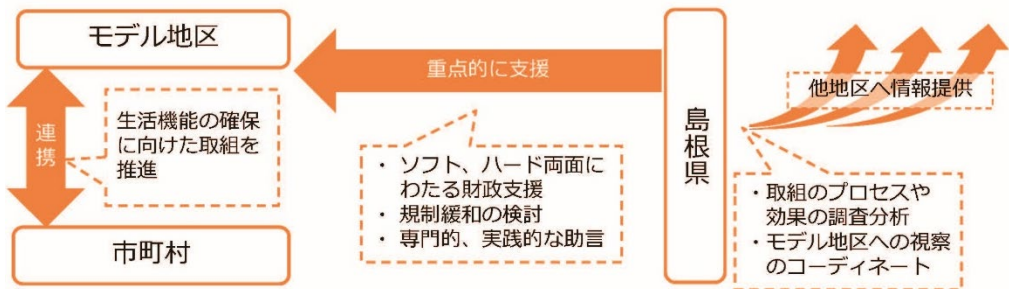 モデル地区
連携
生活機能の確保
に向けた取組を
推進
市町村
重点的に支援
・ ソフト、ハード両面に
わたる財政支援
・ 規制緩和の検討
・ 専門的、実践的な助言
島根県
他地区へ情報提供
・取組のプロセスや
効果の調査分析
・モデル地区への視察
のコーディネート